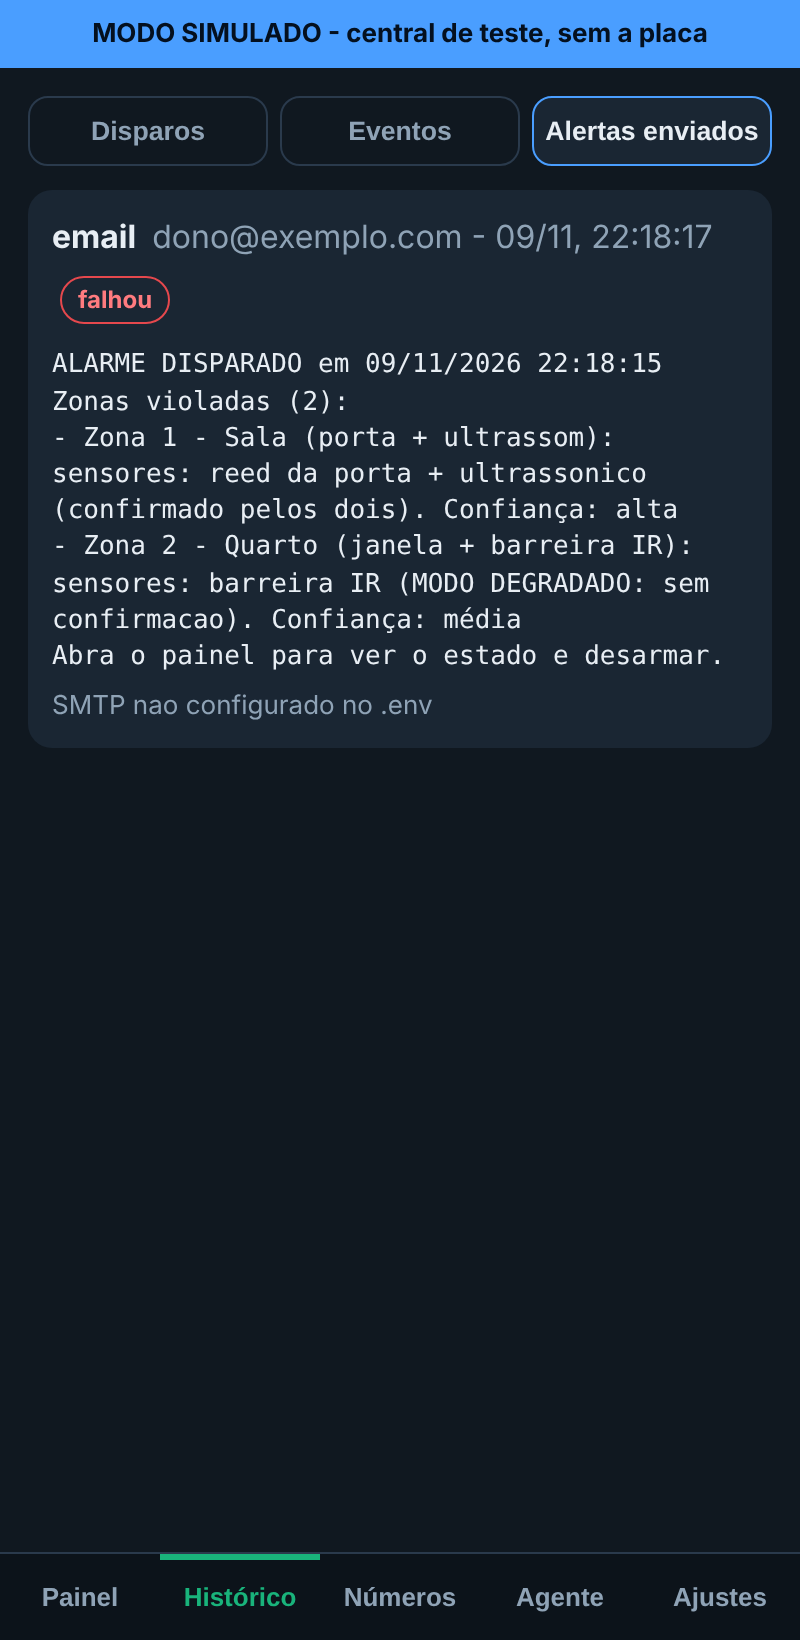 MODO SIMULADO - central de teste, sem a placa
Disparos
Eventos
Alertas enviados
email dono@exemplo.com - 09/11, 22:18:17
falhou
ALARME DISPARADO em 09/11/2026 22:18:15
Zonas violadas (2):
- Zona 1 - Sala (porta + ultrassom):
sensores: reed da porta + ultrassonico
(confirmado pelos dois). Confiança: alta
- Zona 2 - Quarto (janela + barreira IR):
sensores: barreira IR (MODO DEGRADADO: sem
confirmacao). Confiança: média
Abra o painel para ver o estado e desarmar.
SMTP nao configurado no .env
Painel
Histórico
Números
Agente
Ajustes